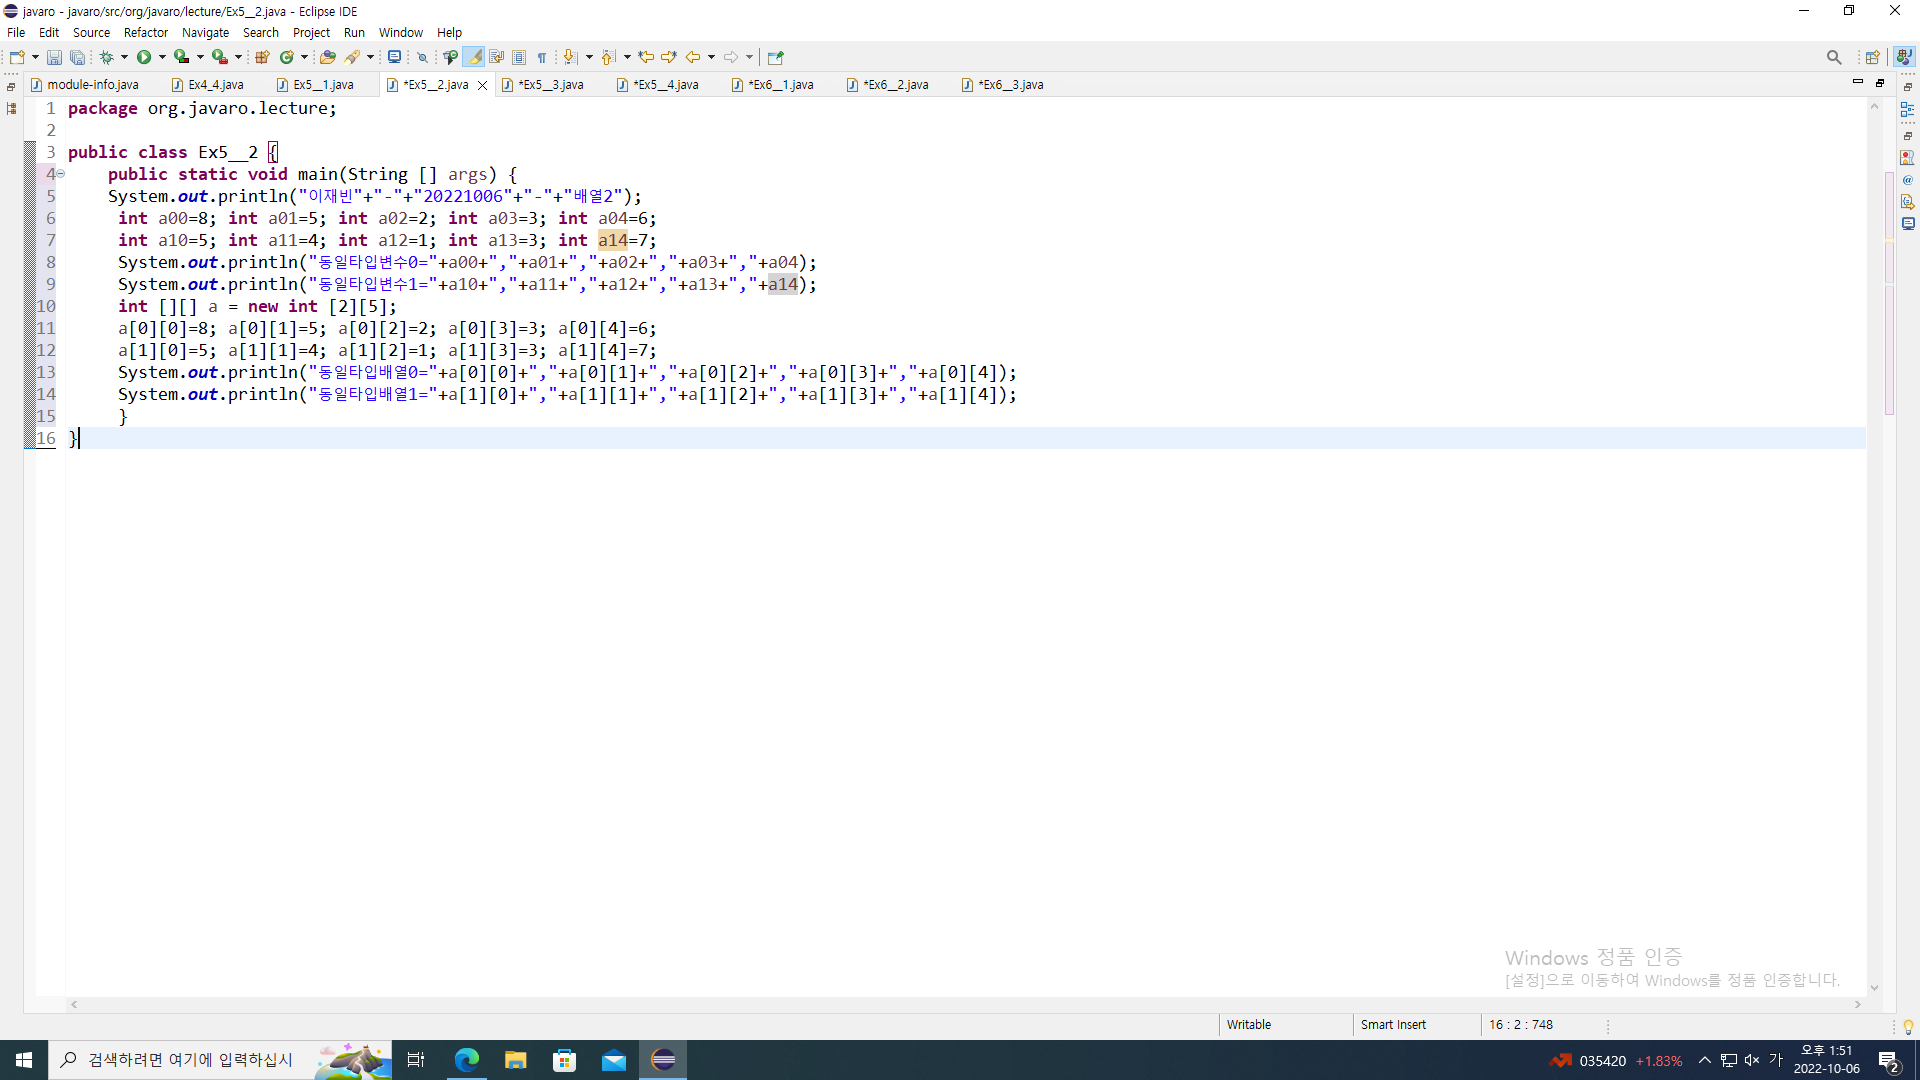 javaro - javaro/src/org/javaro/lecture/Ex5__2.java - Eclipse IDE
File Edit Source Refactor Navigate Search Project Run Window Help
module-info.java Ex4_4.java Ex5__1.java *Ex5__2.java *Ex5__3.java *Ex5__4.java *Ex6__1.java *Ex6__2.java *Ex6__3.java
1 package org.javaro.lecture;
2
3 public class Ex5__2 {
4 public static void main(String [] args) {
5 System.out.println("이재빈"+"-"+"20221006"+"-"+"배열2");
6 int a00=8; int a01=5; int a02=2; int a03=3; int a04=6;
7 int a10=5; int a11=4; int a12=1; int a13=3; int a14=7;
8 System.out.println("동일타입변수0="+a00+","+a01+","+a02+","+a03+","+a04);
9 System.out.println("동일타입변수1="+a10+","+a11+","+a12+","+a13+","+a14);
10 int [][] a = new int [2][5];
11 a[0][0]=8; a[0][1]=5; a[0][2]=2; a[0][3]=3; a[0][4]=6;
12 a[1][0]=5; a[1][1]=4; a[1][2]=1; a[1][3]=3; a[1][4]=7;
13 System.out.println("동일타입배열0="+a[0][0]+","+a[0][1]+","+a[0][2]+","+a[0][3]+","+a[0][4]);
14 System.out.println("동일타입배열1="+a[1][0]+","+a[1][1]+","+a[1][2]+","+a[1][3]+","+a[1][4]);
15 }
16 }
Windows 정품 인증
[설정]으로 이동하여 Windows를 정품 인증합니다.
Writable Smart Insert 16 : 2 : 748
검색하려면 여기에 입력하십시 035420 +1.83% 가 오후 1:51
2022-10-06 2